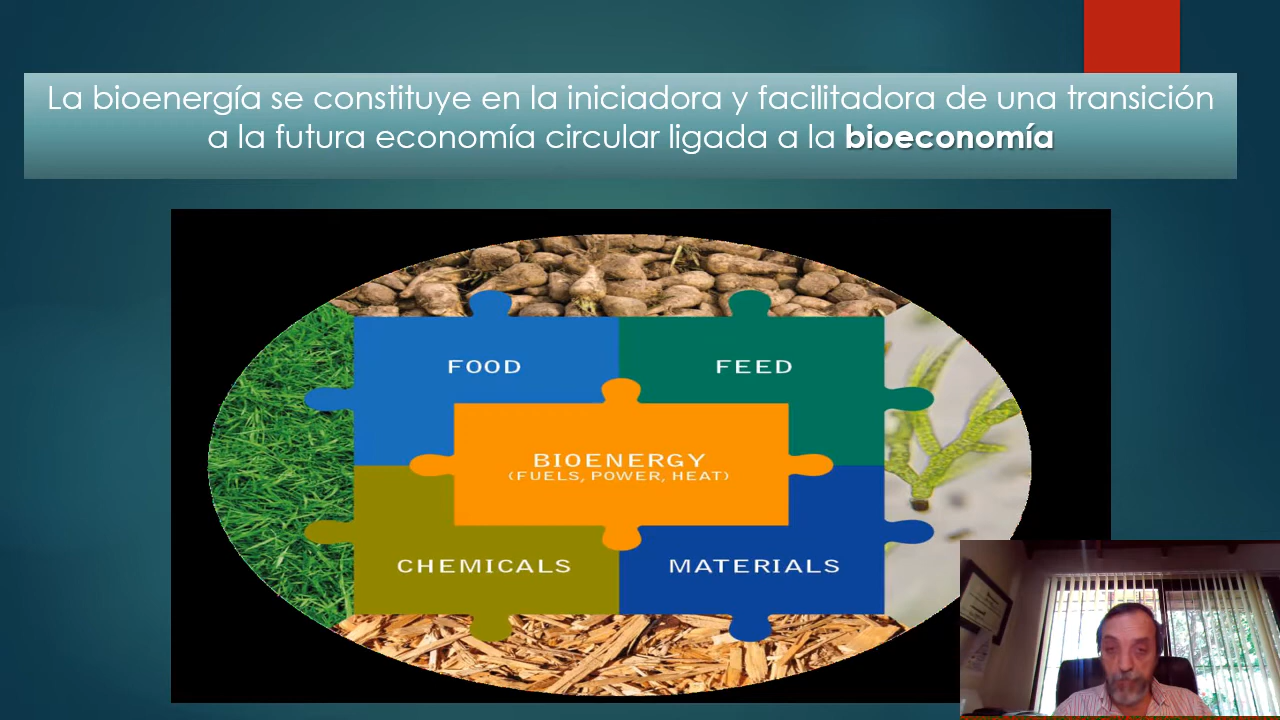 La bioenergía se constituye en la iniciadora y facilitadora de una transición
a la futura economía circular ligada a la bioeconomía
FOOD
FEED
BIOENERGY
(FUELS, POWER, HEAT)
CHEMICALS
MATERIALS